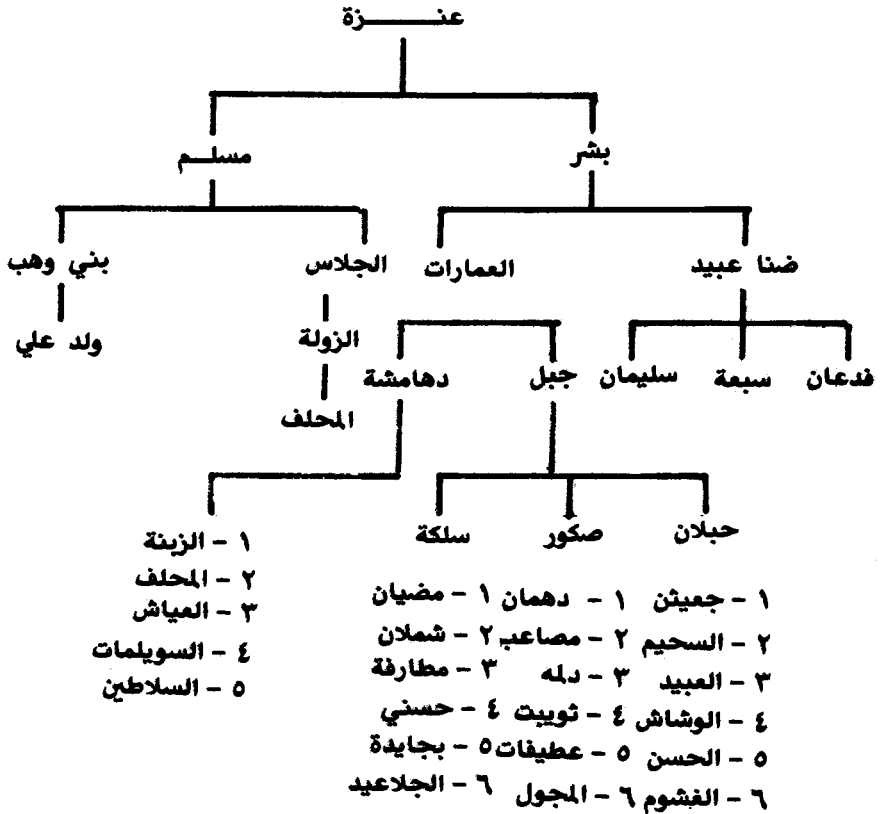 عنـــــزة
بشر مسلـــم
ضنا عبيد العمارات الجلاس بني وهب
الزولة ولد علي
فدعان سبعة سليمان جبل دهامشة
المحلف
حبلان صكور سلكة
١ - الزبنة
٢ - المحلف
٣ - العياش
٤ - السويلمات
٥ - السلاطين
١ - جعيثن ١ - دهمان ١ - مضيان
٢ - السحيم ٢ - مصاعب ٢ - شملان
٣ - العبيد ٣ - دلمه ٣ - مطارفة
٤ - الوشاش ٤ - ثويبت ٤ - حسني
٥ - الحسن ٥ - عطيفات ٥ - بجايدة
٦ - الغشوم ٦ - المجول ٦ - الجلاعيد